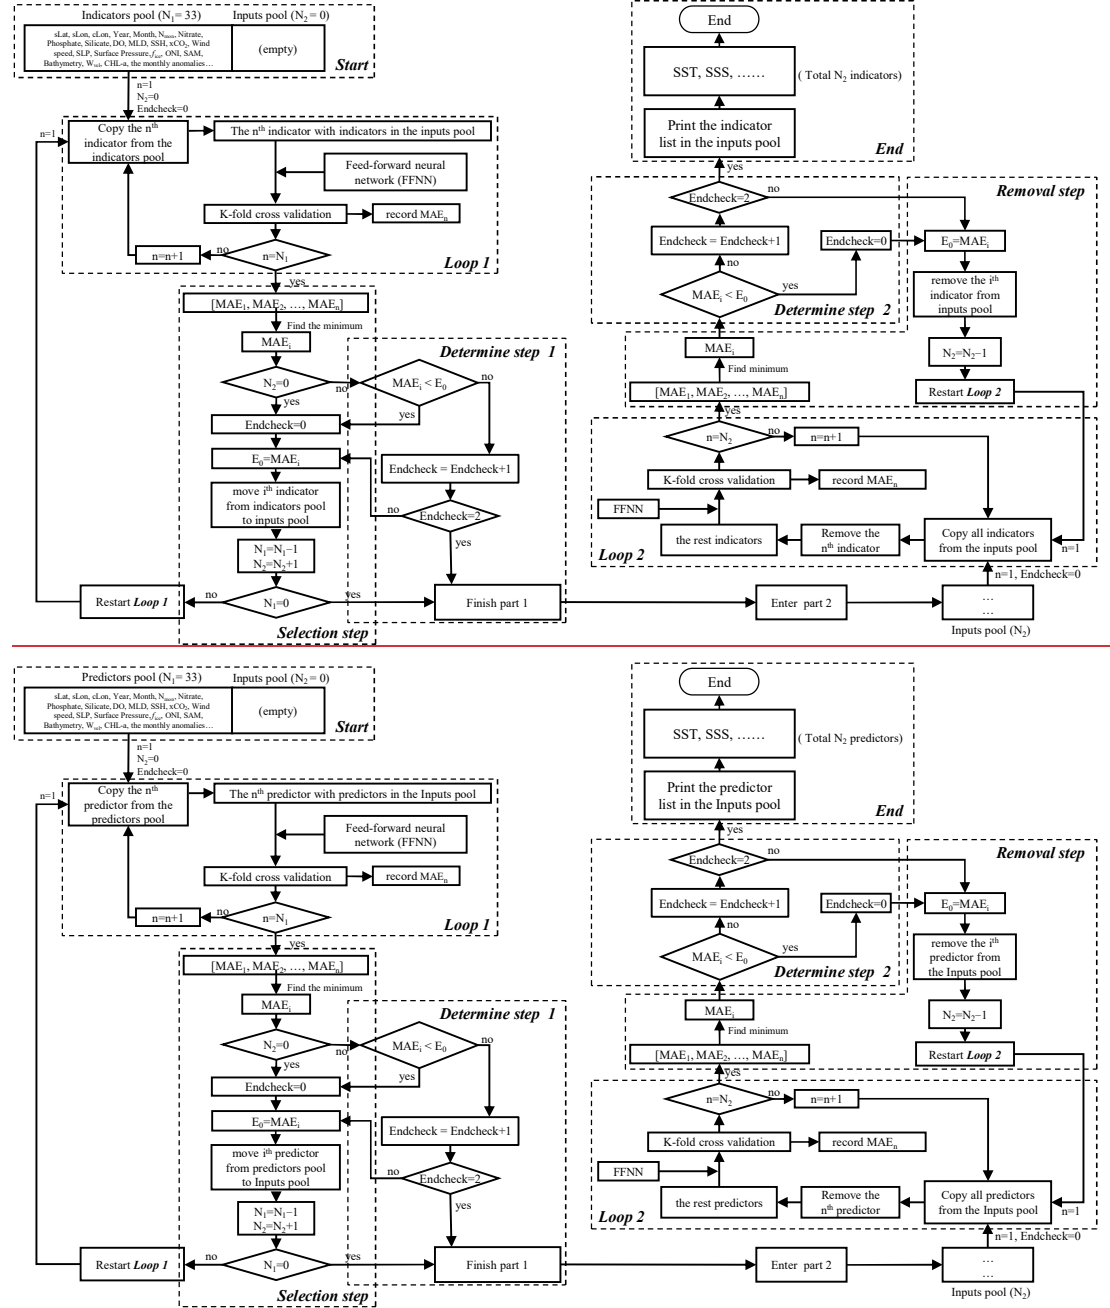 Indicators pool (N1= 33)
Inputs pool (N2 = 0)
sLat, sLon, cLon, Year, Month, Nmon, Nitrate,
Phosphate, Silicate, DO, MLD, SSH, xCO2, Wind
speed, SLP, Surface Pressure, fice, ONI, SAM,
Bathymetry, Wvel, CHL-a, the monthly anomalies…
(empty)
Start
n=1
N2=0
Endcheck=0
n=1
Copy the nth
indicator from the
indicators pool
The nth indicator with indicators in the inputs pool
Feed-forward neural
network (FFNN)
K-fold cross validation
record MAEn
n=n+1
no
n=N1
Loop 1
yes
[MAE1, MAE2, …, MAEn]
Find the minimum
MAEi
Determine step 1
N2=0
no
MAEi < E0
no
yes
yes
Endcheck=0
E0=MAEi
Endcheck = Endcheck+1
move ith indicator
from indicators pool
to inputs pool
no
Endcheck=2
yes
N1=N1−1
N2=N2+1
Restart Loop 1
no
N1=0
yes
Finish part 1
Selection step
End
SST, SSS, ……
( Total N2 indicators)
Print the indicator
list in the inputs pool
End
yes
Endcheck=2
no
Removal step
Endcheck = Endcheck+1
Endcheck=0
E0=MAEi
no
MAEi < E0
yes
remove the ith
indicator from
inputs pool
Determine step 2
MAEi
N2=N2−1
Find minimum
[MAE1, MAE2, …, MAEn]
Restart Loop 2
yes
n=N2
no
n=n+1
K-fold cross validation
record MAEn
FFNN
the rest indicators
Remove the
nth indicator
Copy all indicators
from the inputs pool
n=1
Loop 2
n=1, Endcheck=0
Enter part 2
…
…
Inputs pool (N2)
Predictors pool (N1= 33)
Inputs pool (N2 = 0)
sLat, sLon, cLon, Year, Month, Nmon, Nitrate,
Phosphate, Silicate, DO, MLD, SSH, xCO2, Wind
speed, SLP, Surface Pressure, fice, ONI, SAM,
Bathymetry, Wvel, CHL-a, the monthly anomalies…
(empty)
Start
n=1
N2=0
Endcheck=0
n=1
Copy the nth
predictor from the
predictors pool
The nth predictor with predictors in the Inputs pool
Feed-forward neural
network (FFNN)
K-fold cross validation
record MAEn
n=n+1
no
n=N1
Loop 1
yes
[MAE1, MAE2, …, MAEn]
Find the minimum
MAEi
Determine step 1
N2=0
no
MAEi < E0
no
yes
yes
Endcheck=0
E0=MAEi
Endcheck = Endcheck+1
move ith predictor
from predictors pool
to Inputs pool
no
Endcheck=2
yes
N1=N1−1
N2=N2+1
Restart Loop 1
no
N1=0
yes
Finish part 1
Selection step
End
SST, SSS, ……
( Total N2 predictors)
Print the predictor
list in the Inputs pool
End
yes
Endcheck=2
no
Removal step
Endcheck = Endcheck+1
Endcheck=0
E0=MAEi
no
MAEi < E0
yes
remove the ith
predictor from
the Inputs pool
Determine step 2
MAEi
N2=N2−1
Find minimum
[MAE1, MAE2, …, MAEn]
Restart Loop 2
yes
n=N2
no
n=n+1
K-fold cross validation
record MAEn
FFNN
the rest predictors
Remove the
nth predictor
Copy all predictors
from the Inputs pool
n=1
Loop 2
n=1, Endcheck=0
Enter part 2
…
…
Inputs pool (N2)